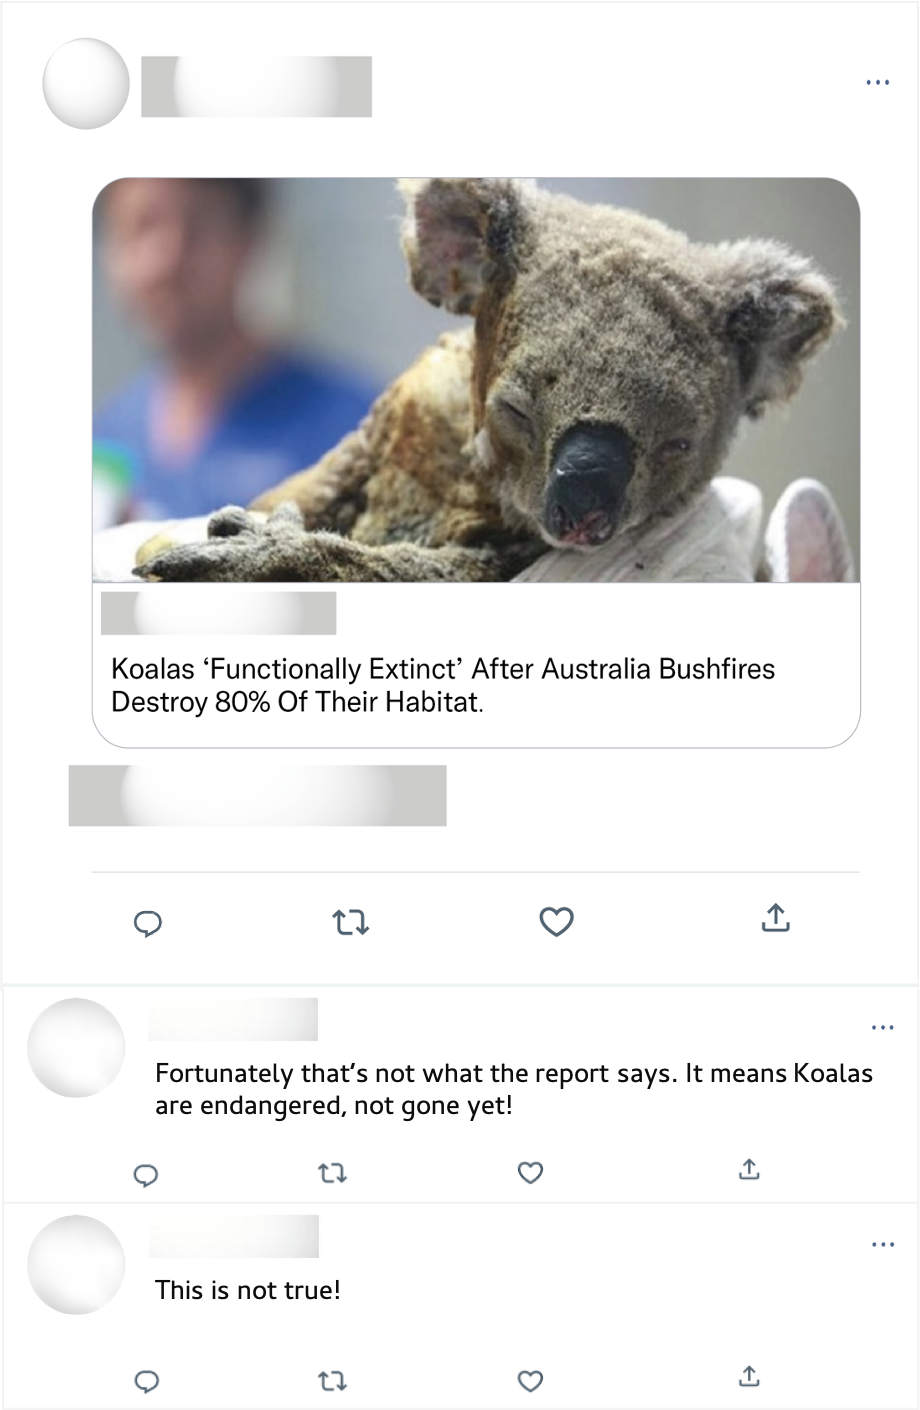 Koalas ‘Functionally Extinct’ After Australia Bushfires
Destroy 80% Of Their Habitat.
Fortunately that’s not what the report says. It means Koalas
are endangered, not gone yet!
This is not true!